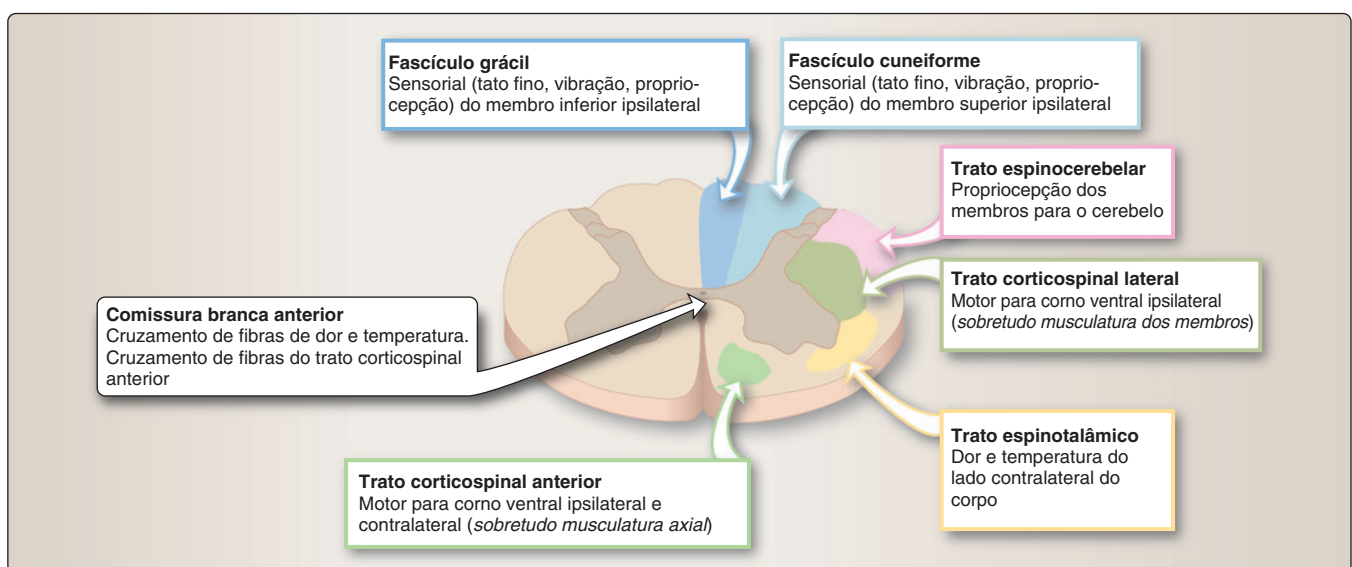 Fascículo grácil
Sensorial (tato fino, vibração, proprio-
cepção) do membro inferior ipsilateral
Fascículo cuneiforme
Sensorial (tato fino, vibração, proprio-
cepção) do membro superior ipsilateral
Trato espinocerebelar
Propriocepção dos
membros para o cerebelo
Trato corticospinal lateral
Motor para corno ventral ipsilateral
(sobretudo musculatura dos membros)
Comissura branca anterior
Cruzamento de fibras de dor e temperatura.
Cruzamento de fibras do trato corticospinal
anterior
Trato espinotalâmico
Dor e temperatura do
lado contralateral do
corpo
Trato corticospinal anterior
Motor para corno ventral ipsilateral e
contralateral (sobretudo musculatura axial)